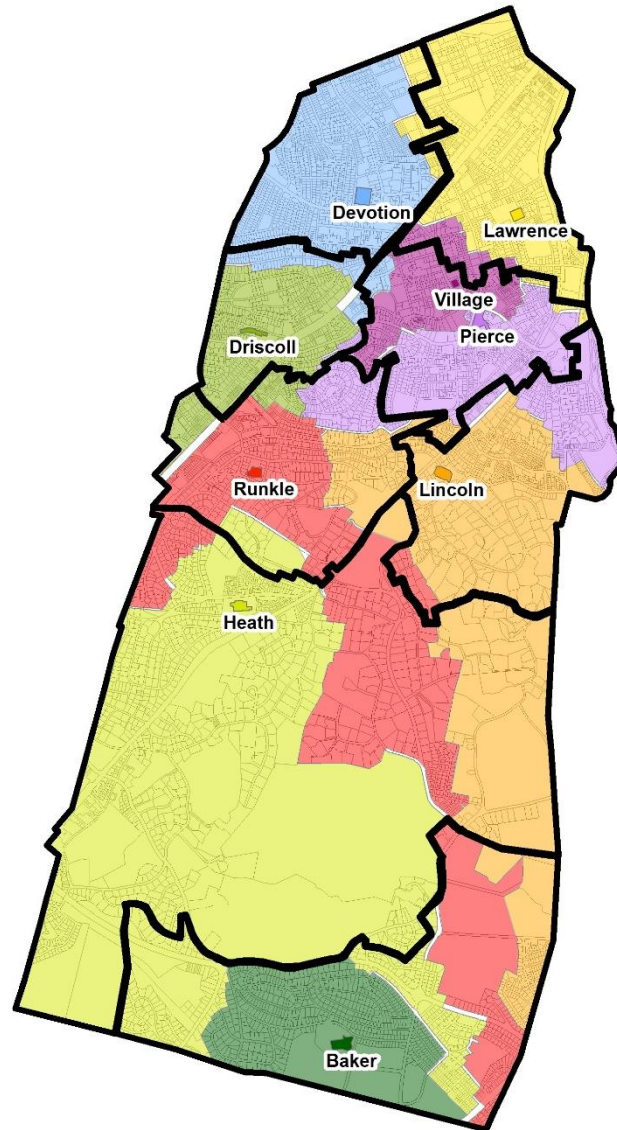 Devotion
Lawrence
Village
Pierce
Driscoll
Runkle
Lincoln
Heath
Baker